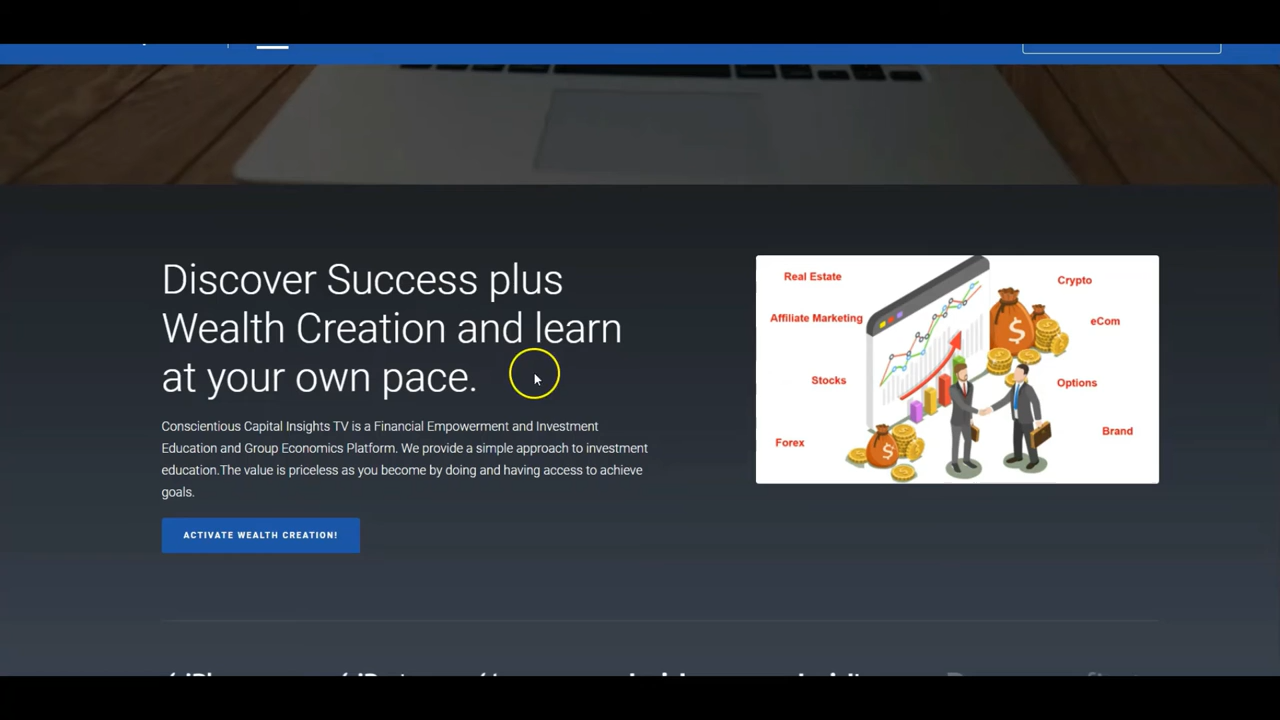 Discover Success plus
Wealth Creation and learn
at your own pace.
Conscientious Capital Insights TV is a Financial Empowerment and Investment
Education and Group Economics Platform. We provide a simple approach to investment
education.The value is priceless as you become by doing and having access to achieve
goals.
ACTIVATE WEALTH CREATION!
Real Estate
Crypto
Affiliate Marketing
eCom
Stocks
Options
Forex
Brand